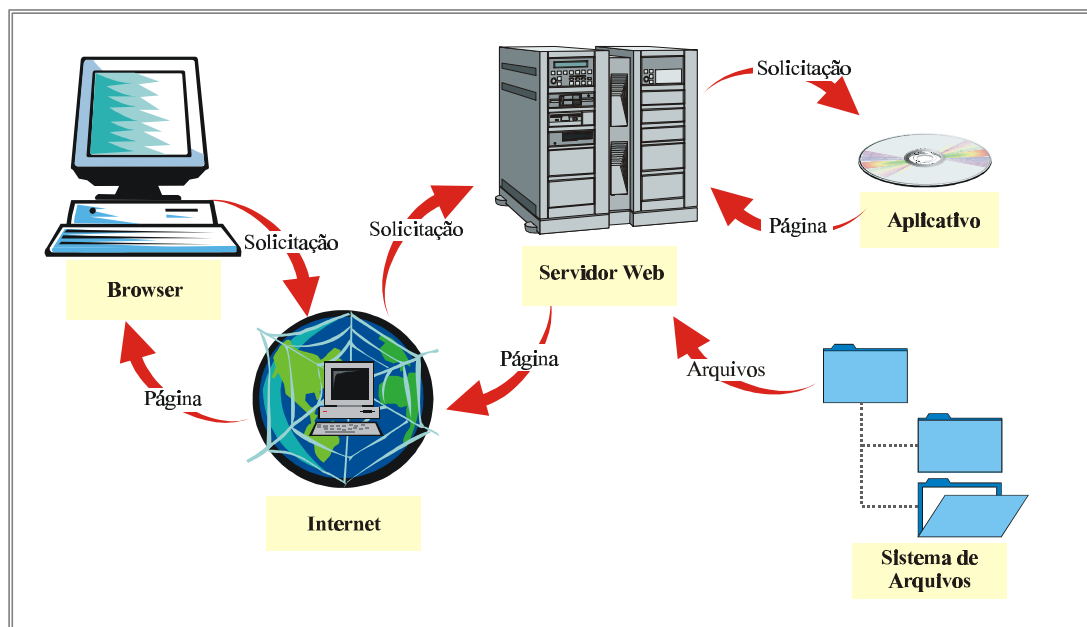 Solicitação
Solicitação
Solicitação
Página
Aplicativo
Servidor Web
Browser
Página
Arquivos
Página
Internet
Sistema de
Arquivos